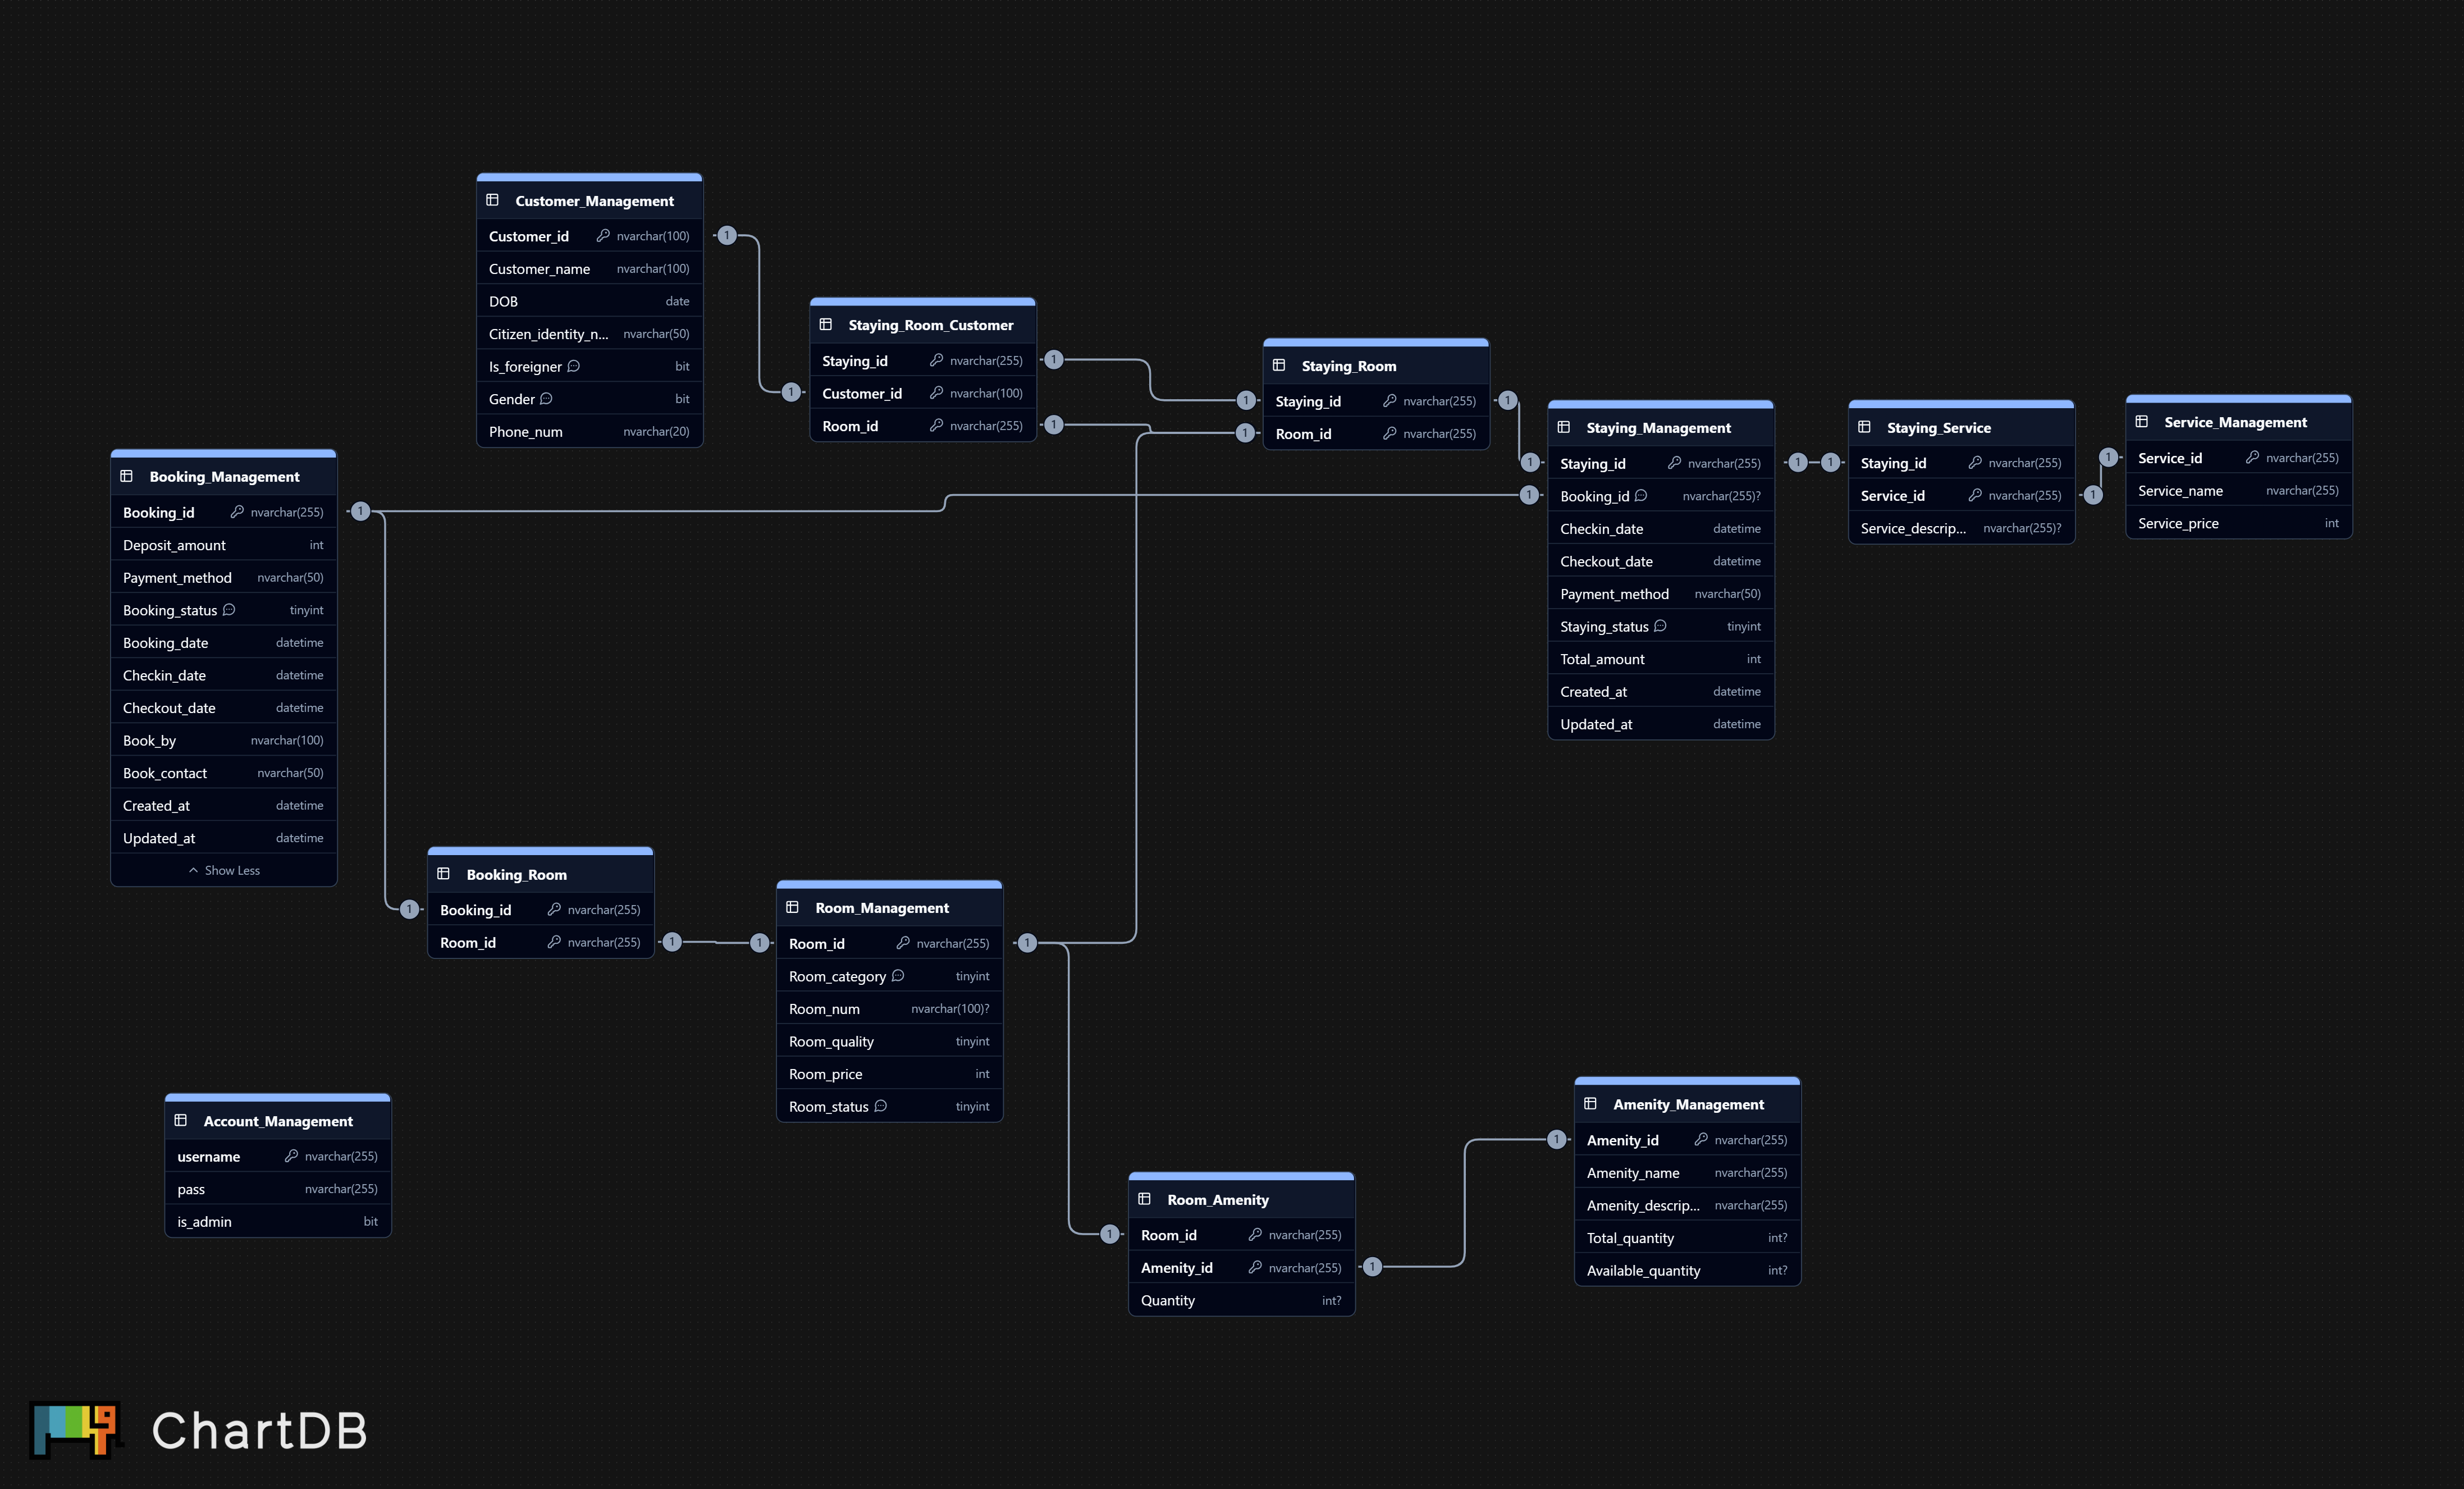 Customer_Management
Customer_id nvarchar(100)
Customer_name nvarchar(100)
DOB date
Citizen_identity_n... nvarchar(50)
Is_foreigner bit
Gender bit
Phone_num nvarchar(20)
1
1
Staying_Room_Customer
Staying_id nvarchar(255)
Customer_id nvarchar(100)
Room_id nvarchar(255)
1
1
1
1
Staying_Room
Staying_id nvarchar(255)
Room_id nvarchar(255)
1
1
1
Staying_Management
Staying_id nvarchar(255)
Booking_id nvarchar(255)?
Checkin_date datetime
Checkout_date datetime
Payment_method nvarchar(50)
Staying_status tinyint
Total_amount int
Created_at datetime
Updated_at datetime
1
1
Staying_Service
Staying_id nvarchar(255)
Service_id nvarchar(255)
Service_descrip... nvarchar(255)?
1
1
Service_Management
Service_id nvarchar(255)
Service_name nvarchar(255)
Service_price int
Booking_Management
Booking_id nvarchar(255)
Deposit_amount int
Payment_method nvarchar(50)
Booking_status tinyint
Booking_date datetime
Checkin_date datetime
Checkout_date datetime
Book_by nvarchar(100)
Book_contact nvarchar(50)
Created_at datetime
Updated_at datetime
Show Less
1
1
Booking_Room
Booking_id nvarchar(255)
Room_id nvarchar(255)
1
1
Room_Management
Room_id nvarchar(255)
Room_category tinyint
Room_num nvarchar(100)?
Room_quality tinyint
Room_price int
Room_status tinyint
1
Account_Management
username nvarchar(255)
pass nvarchar(255)
is_admin bit
1
Room_Amenity
Room_id nvarchar(255)
Amenity_id nvarchar(255)
Quantity int?
1
1
Amenity_Management
Amenity_id nvarchar(255)
Amenity_name nvarchar(255)
Amenity_descrip... nvarchar(255)
Total_quantity int?
Available_quantity int?
ChartDB